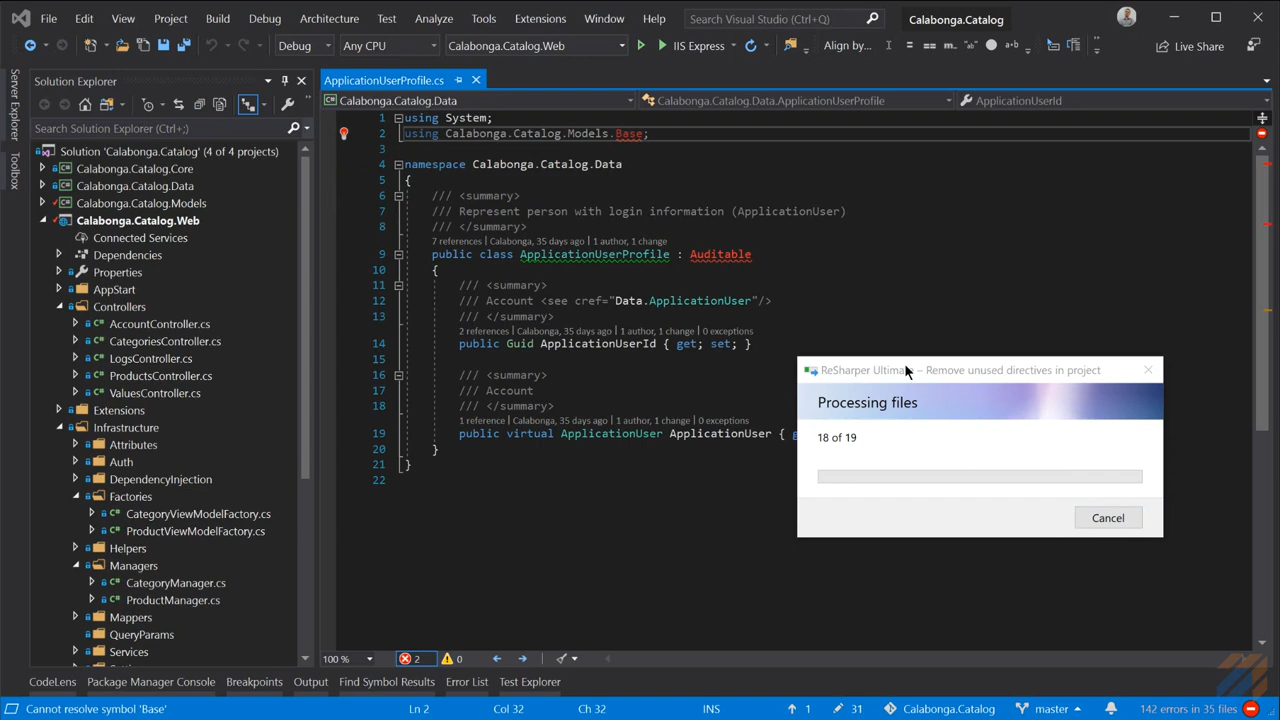 File Edit View Project Build Debug Architecture Test Analyze Tools Extensions Window Help Search Visual Studio (Ctrl+Q) Calabonga.Catalog
Debug Any CPU Calabonga.Catalog.Web IIS Express Align by... Live Share
Server Explorer
Toolbox
Solution Explorer
Search Solution Explorer (Ctrl+;)
Solution 'Calabonga.Catalog' (4 of 4 projects)
Calabonga.Catalog.Core
Calabonga.Catalog.Data
Calabonga.Catalog.Models
Calabonga.Catalog.Web
Connected Services
Dependencies
Properties
AppStart
Controllers
AccountController.cs
CategoriesController.cs
LogsController.cs
ProductsController.cs
ValuesController.cs
Extensions
Infrastructure
Attributes
Auth
DependencyInjection
Factories
CategoryViewModelFactory.cs
ProductViewModelFactory.cs
Helpers
Managers
CategoryManager.cs
ProductManager.cs
Mappers
QueryParams
Services
ApplicationUserProfile.cs
Calabonga.Catalog.Data Calabonga.Catalog.Data.ApplicationUserProfile ApplicationUserId
1 using System;
2 using Calabonga.Catalog.Models.Base;
3
4 namespace Calabonga.Catalog.Data
5 {
6 /// <summary>
7 /// Represent person with login information (ApplicationUser)
8 /// </summary>
7 references | Calabonga, 35 days ago | 1 author, 1 change
9 public class ApplicationUserProfile : Auditable
10 {
11 /// <summary>
12 /// Account <see cref="Data.ApplicationUser"/>
13 /// </summary>
2 references | Calabonga, 35 days ago | 1 author, 1 change | 0 exceptions
14 public Guid ApplicationUserId { get; set; }
15
16 /// <summary>
17 /// Account
18 /// </summary>
1 reference | Calabonga, 35 days ago | 1 author, 1 change | 0 exceptions
19 public virtual ApplicationUser ApplicationUser {
20 }
21 }
22
ReSharper Ultimate – Remove unused directives in project
Processing files
18 of 19
Cancel
100 % 2 0
CodeLens Package Manager Console Breakpoints Output Find Symbol Results Error List Test Explorer
Cannot resolve symbol 'Base' Ln 2 Col 32 Ch 32 INS 1 31 Calabonga.Catalog master 142 errors in 35 files